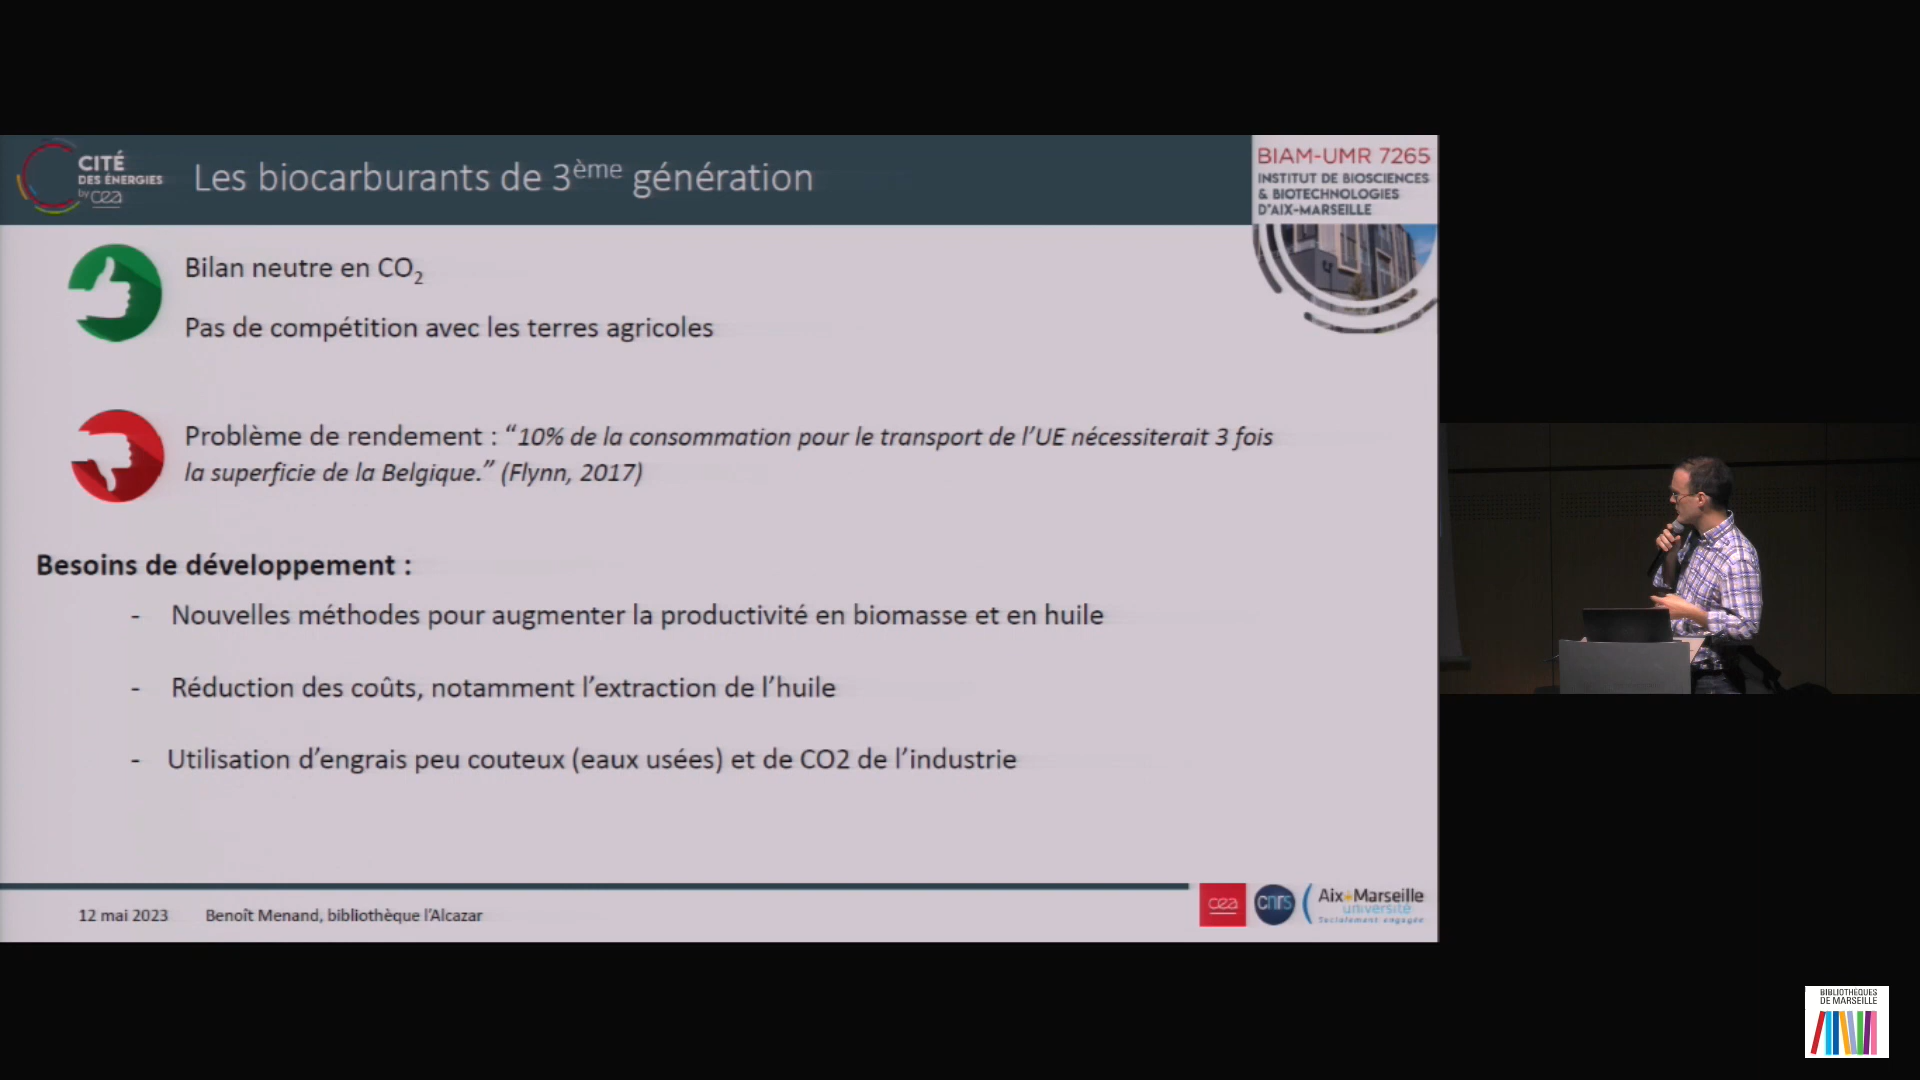 CITÉ
DES ÉNERGIES
by cea
Les biocarburants de 3ème génération
BIAM-UMR 7265
INSTITUT DE BIOSCIENCES
& BIOTECHNOLOGIES
D'AIX-MARSEILLE
Bilan neutre en CO2
Pas de compétition avec les terres agricoles
Problème de rendement : “10% de la consommation pour le transport de l’UE nécessiterait 3 fois
la superficie de la Belgique.” (Flynn, 2017)
Besoins de développement :
- Nouvelles méthodes pour augmenter la productivité en biomasse et en huile
- Réduction des coûts, notamment l’extraction de l’huile
- Utilisation d’engrais peu couteux (eaux usées) et de CO2 de l’industrie
12 mai 2023 Benoît Menand, bibliothèque l’Alcazar
cea
cnrs
Aix+Marseille
université
Socialement engagée
BIBLIOTHEQUES
DE MARSEILLE